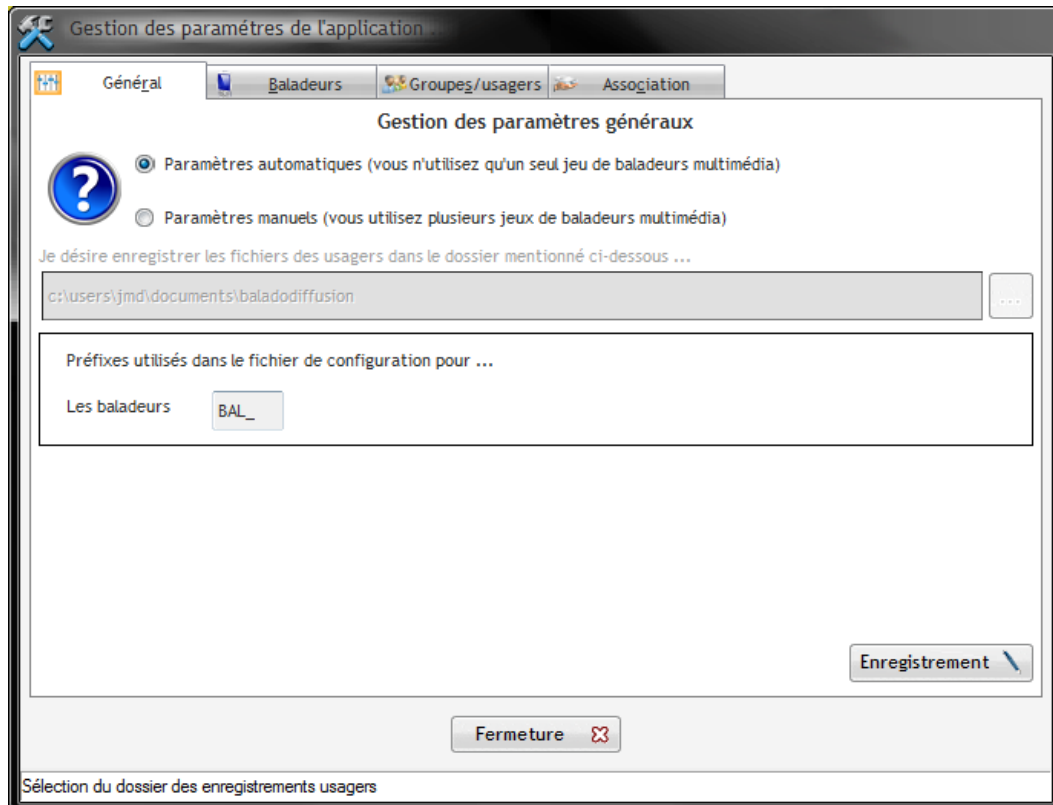 Gestion des paramétres de l'application ...
Général
Baladeurs
Groupes/usagers
Association
Gestion des paramètres généraux
Paramètres automatiques (vous n'utilisez qu'un seul jeu de baladeurs multimédia)
Paramètres manuels (vous utilisez plusieurs jeux de baladeurs multimédia)
Je désire enregistrer les fichiers des usagers dans le dossier mentionné ci-dessous ...
c:\users\jmd\documents\baladodiffusion
...
Préfixes utilisés dans le fichier de configuration pour ...
Les baladeurs
BAL_
Enregistrement
Fermeture
Sélection du dossier des enregistrements usagers